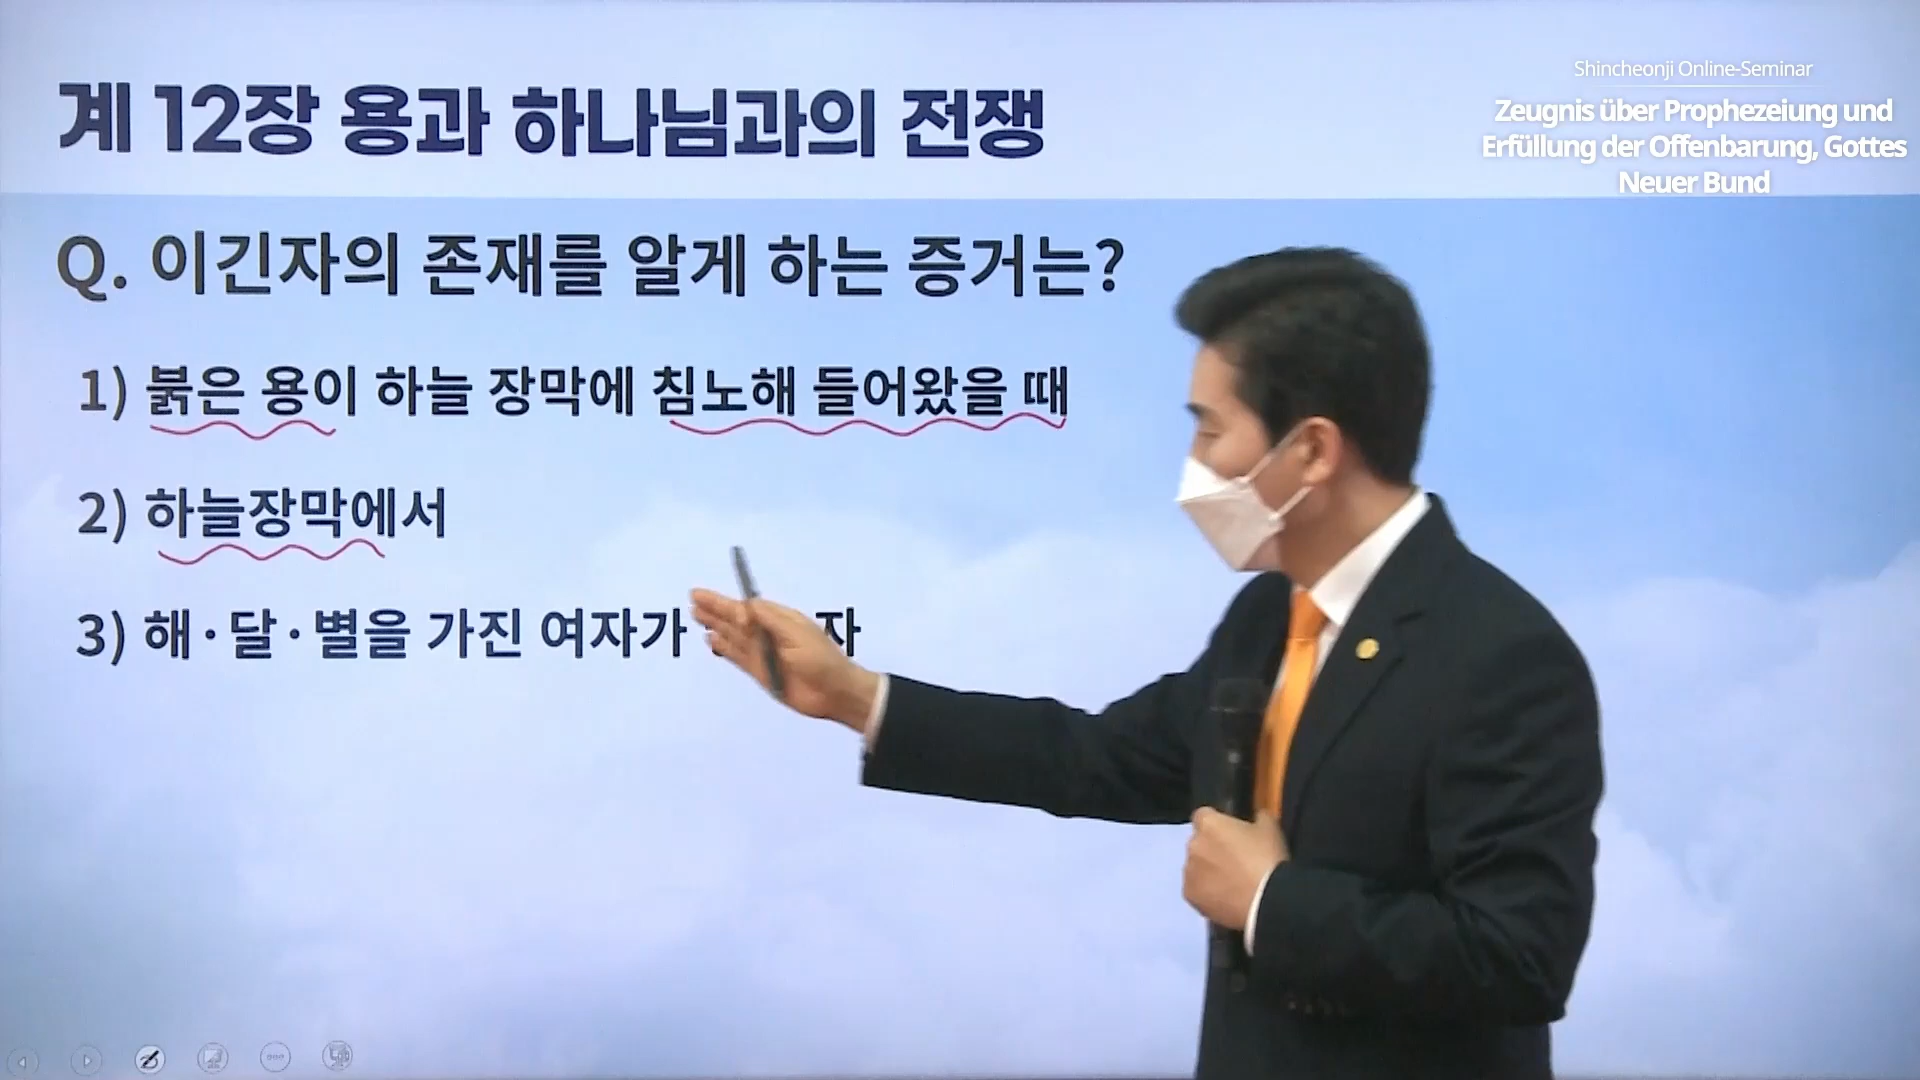 계 12장 용과 하나님과의 전쟁
Shincheonji Online-Seminar
Zeugnis über Prophezeiung und
Erfüllung der Offenbarung, Gottes
Neuer Bund
Q. 이긴자의 존재를 알게 하는 증거는?
1) 붉은 용이 하늘 장막에 침노해 들어왔을 때
2) 하늘장막에서
3) 해·달·별을 가진 여자가 자